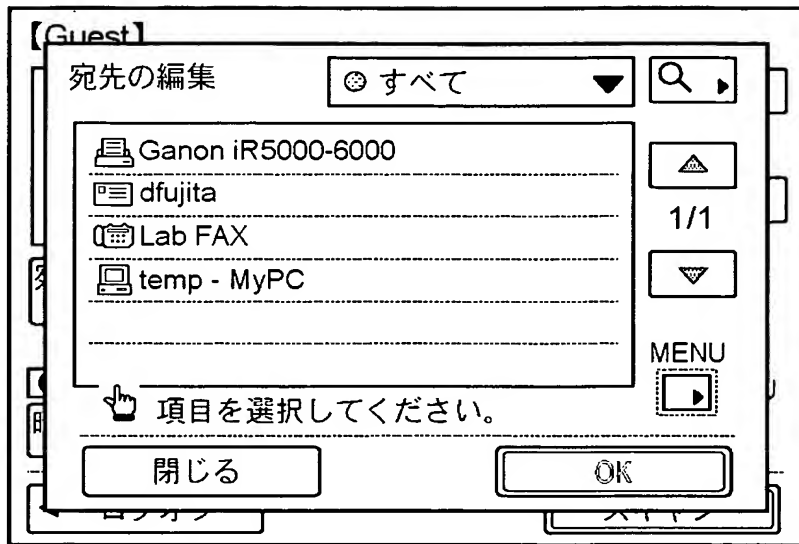 【Guest】
宛先の編集
すべて
Ganon iR5000-6000
dfujita
Lab FAX
temp - MyPC
1/1
MENU
項目を選択してください。
閉じる
OK